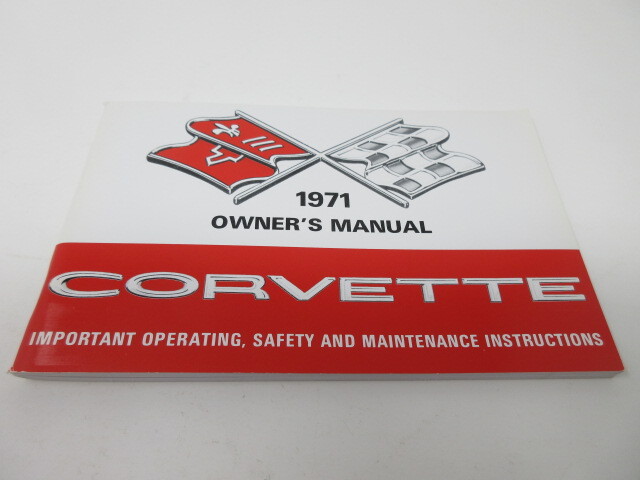 1971
OWNER'S MANUAL
CORVETTE
IMPORTANT OPERATING, SAFETY AND MAINTENANCE INSTRUCTIONS